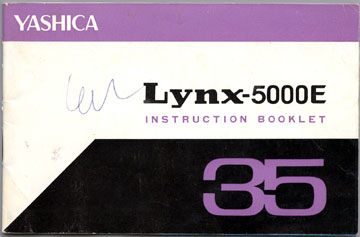 YASHICA
Lynx-5000E
INSTRUCTION BOOKLET
35